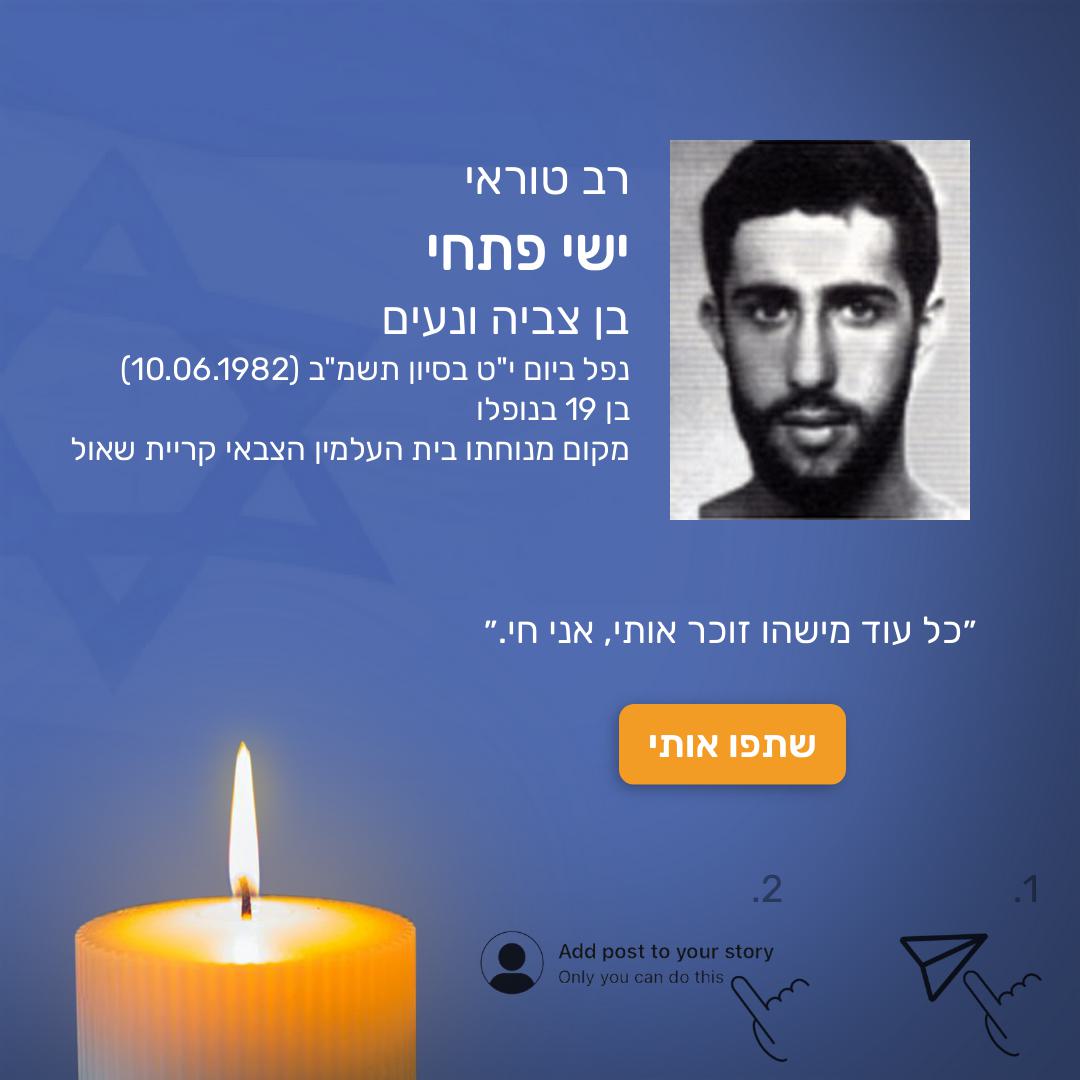 רב טוראי
ישי פתחי
בן צביה ונעים
נפל ביום י"ט בסיון תשמ"ב (10.06.1982)
בן 19 בנופלו
מקום מנוחתו בית העלמין הצבאי קריית שאול
״כל עוד מישהו זוכר אותי, אני חי.״
שתפו אותי
.1
.2
Add post to your story
Only you can do this